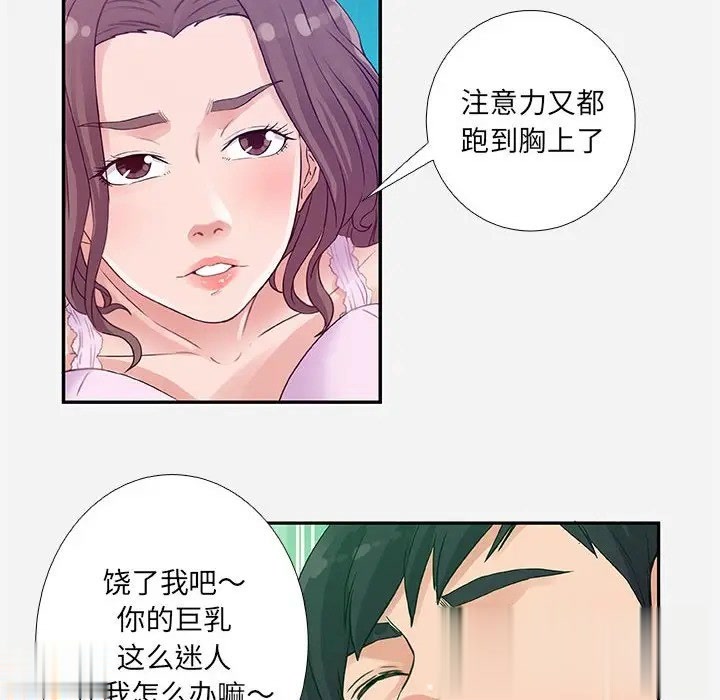 注意力又都
跑到胸上了
饶了我吧～
你的巨乳
这么迷人
我怎么办嘛～